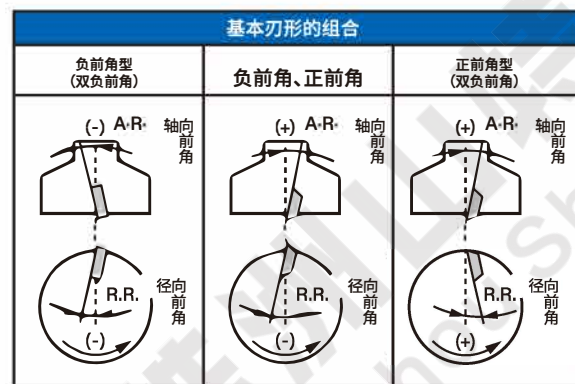 基本刃形的组合
负前角型
(双负前角)
负前角、正前角
正前角型
(双负前角)
(-) A·R· 轴向前角
(+) A·R· 轴向前角
(+) A·R· 轴向前角
R.R. 径向前角
(-)
R.R. 径向前角
(-)
R.R. 径向前角
(+)